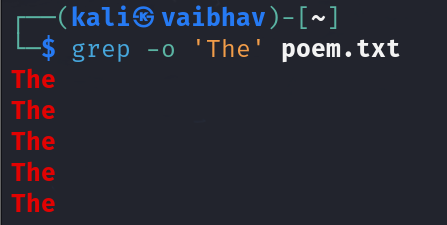 ┌──(kali㉿vaibhav)-[~]
└─$ grep -o 'The' poem.txt
The
The
The
The
The